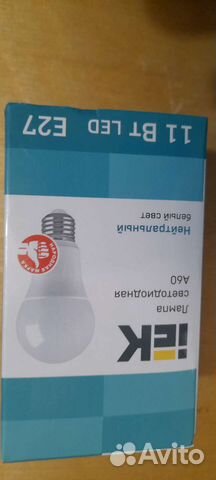 iEK
Лампа
светодиодная
A60
Нейтральный
белый свет
11 Вт LED E27
Avito